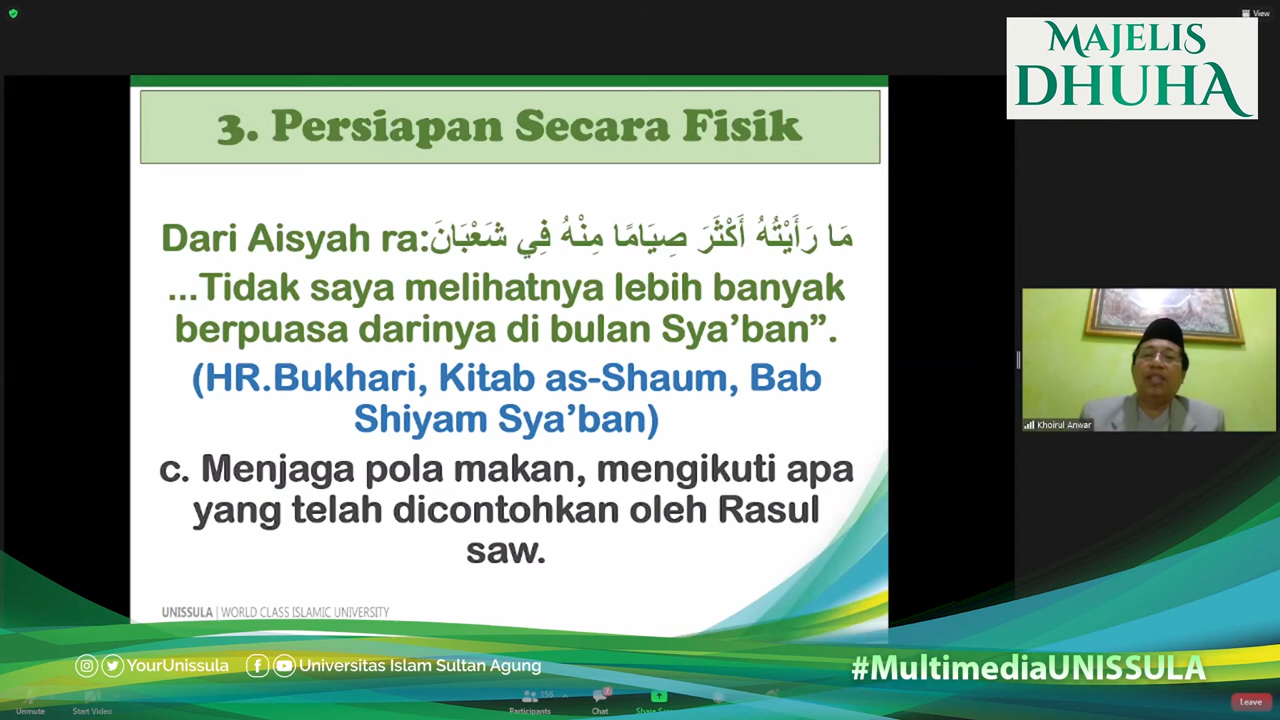 View
MAJELIS
DHUHA
3. Persiapan Secara Fisik
Dari Aisyah ra:مَا رَأَيْتُهُ أَكْثَرَ صِيَامًا مِنْهُ فِي شَعْبَانَ
...Tidak saya melihatnya lebih banyak
berpuasa darinya di bulan Sya’ban”.
(HR.Bukhari, Kitab as-Shaum, Bab
Shiyam Sya’ban)
c. Menjaga pola makan, mengikuti apa
yang telah dicontohkan oleh Rasul
saw.
Khoirul Anwar
UNISSULA | WORLD CLASS ISLAMIC UNIVERSITY
YourUnissula
Universitas Islam Sultan Agung
#MultimediaUNISSULA
Unmute
Start Video
156
Participants
Chat
Leave